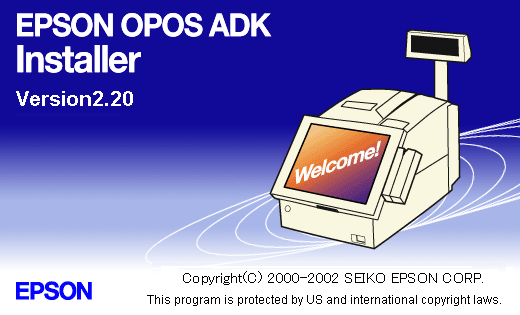 EPSON OPOS ADK
Installer
Version2.20
Welcome!
Copyright(C) 2000-2002 SEIKO EPSON CORP.
EPSON
This program is protected by US and international copyright laws.